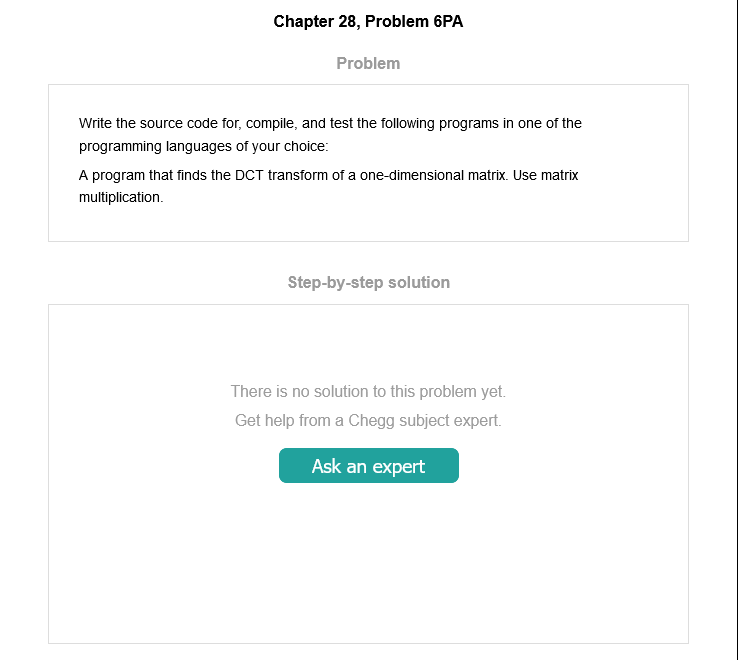 Chapter 28, Problem 6PA
Problem
Write the source code for, compile, and test the following programs in one of the
programming languages of your choice:
A program that finds the DCT transform of a one-dimensional matrix. Use matrix
multiplication.
Step-by-step solution
There is no solution to this problem yet.
Get help from a Chegg subject expert.
Ask an expert